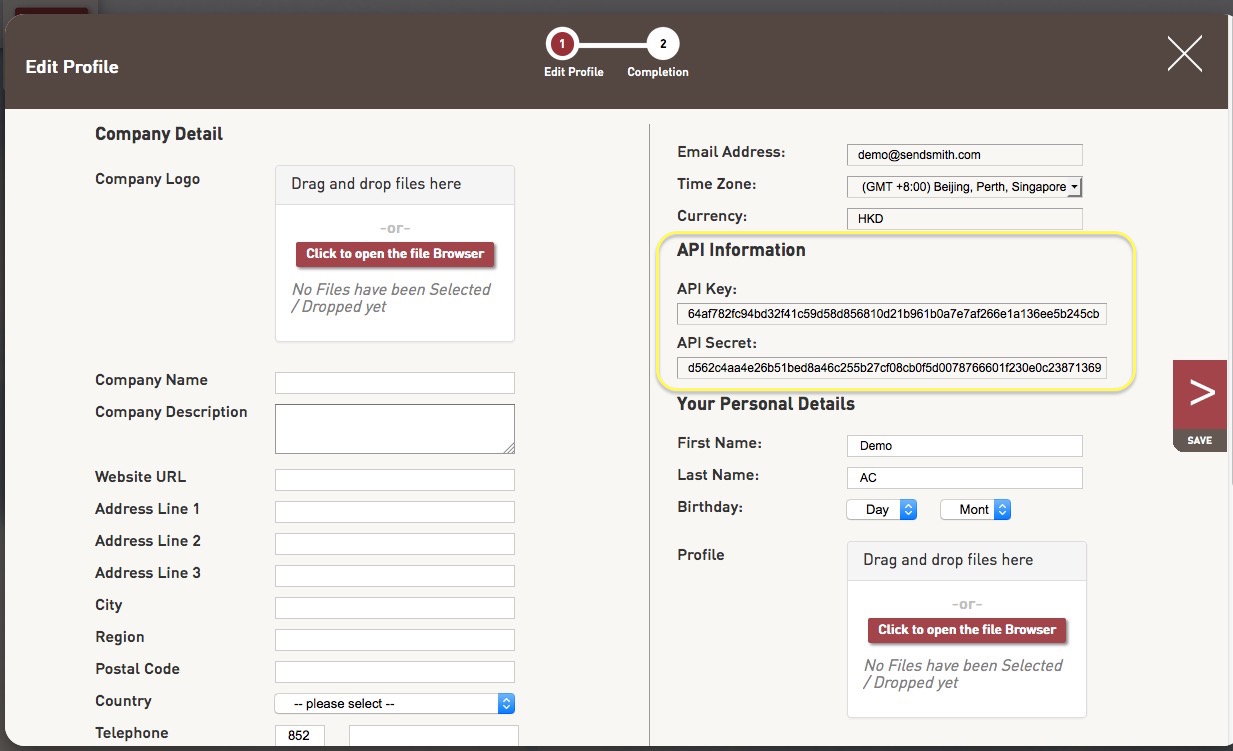 Edit Profile
1
2
Edit Profile
Completion
Company Detail
Company Logo
Drag and drop files here
-or-
Click to open the file Browser
No Files have been Selected
/ Dropped yet
Company Name
Company Description
Website URL
Address Line 1
Address Line 2
Address Line 3
City
Region
Postal Code
Country
-- please select --
Telephone
852
Email Address:
demo@sendsmith.com
Time Zone:
(GMT +8:00) Beijing, Perth, Singapore
Currency:
HKD
API Information
API Key:
64af782fc94bd32f41c59d58d856810d21b961b0a7e7af266e1a136ee5b245cb
API Secret:
d562c4aa4e26b51bed8a46c255b27cf08cb0f5d0078766601f230e0c23871369
Your Personal Details
First Name:
Demo
Last Name:
AC
Birthday:
Day
Mont
Profile
Drag and drop files here
-or-
Click to open the file Browser
No Files have been Selected
/ Dropped yet
>
SAVE